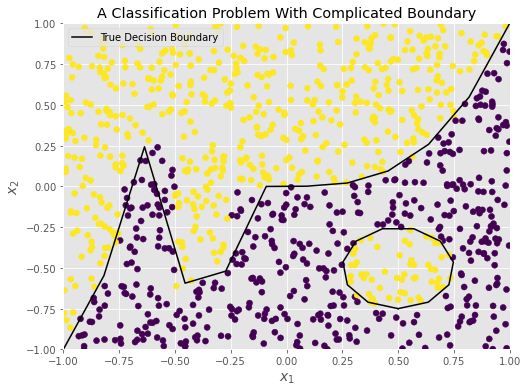 A Classification Problem With Complicated Boundary
True Decision Boundary
1.00
0.75
0.50
0.25
0.00
−0.25
−0.50
−0.75
−1.00
x2
−1.00 −0.75 −0.50 −0.25 0.00 0.25 0.50 0.75 1.00
x1